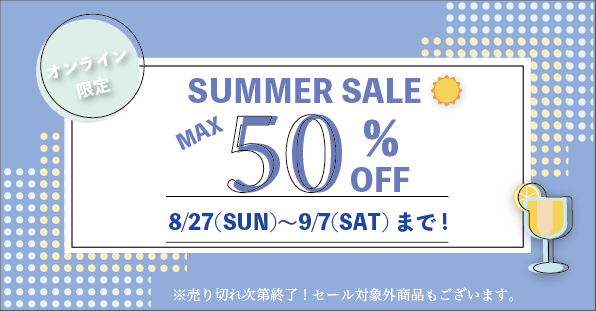 オンライン
限定
SUMMER SALE
MAX
50%
OFF
8/27(SUN)〜9/7(SAT) まで!
※売り切れ次第終了！セール対象外商品もございます。